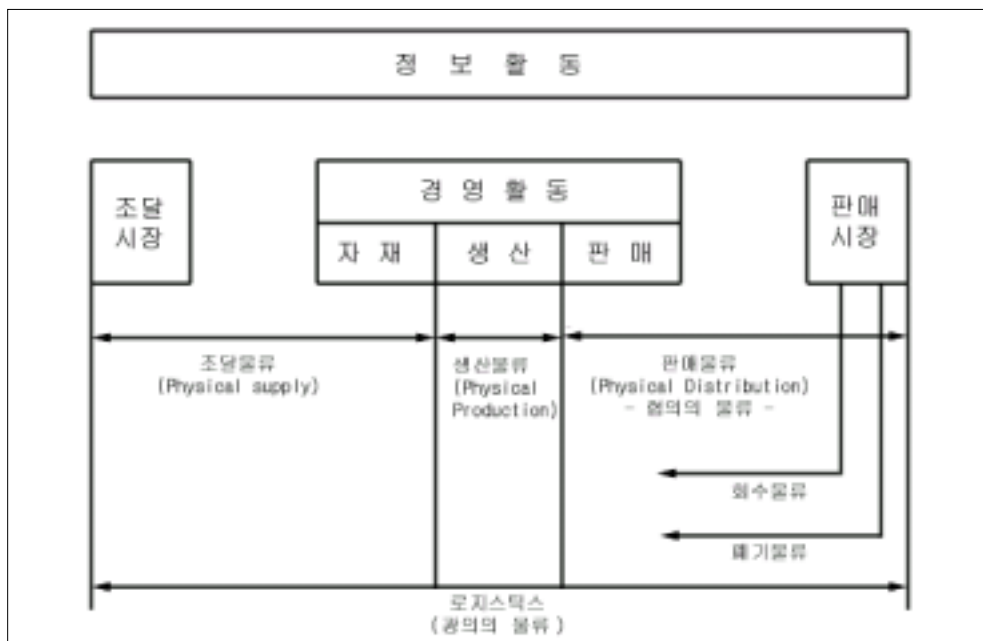 정 보 활 동
조달
시장
경 영 활 동
자 재
생 산
판 매
판매
시장
조달물류
(Physical supply)
생산물류
(Physical
Production)
판매물류
(Physical Distribution)
- 협의의 물류 -
회수물류
폐기물류
로지스틱스
(광의의 물류)